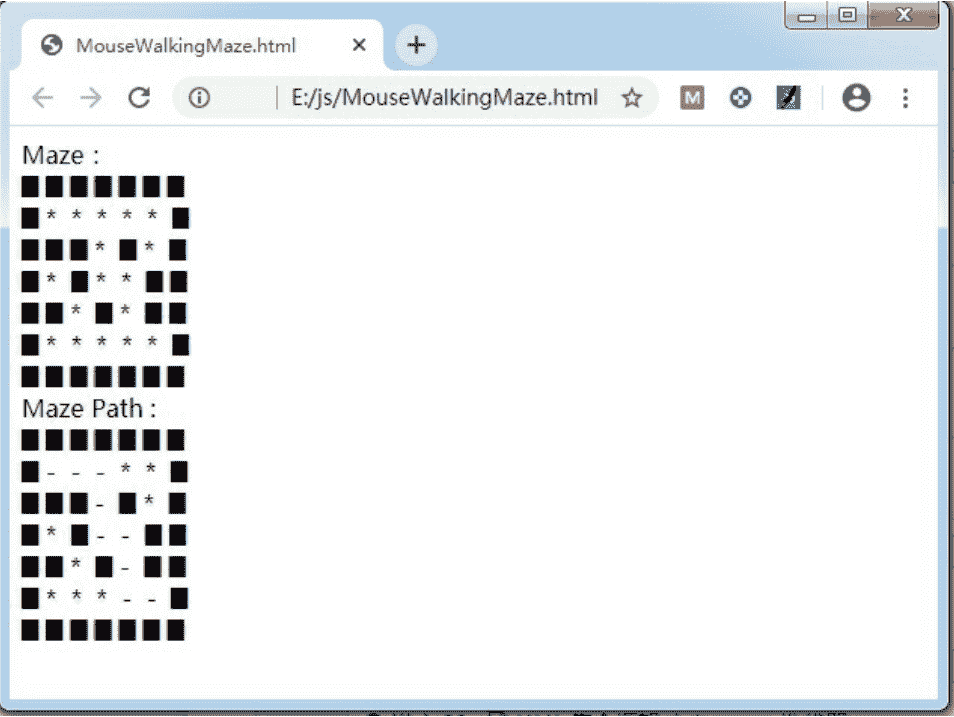 MouseWalkingMaze.html
E:/js/MouseWalkingMaze.html
M
Maze :
■ ■ ■ ■ ■ ■ ■
■ * * * * * ■
■ ■ ■ * ■ * ■
■ * ■ * * ■ ■
■ ■ * ■ * ■ ■
■ * * * * * ■
■ ■ ■ ■ ■ ■ ■
Maze Path :
■ ■ ■ ■ ■ ■ ■
■ - - - * * ■
■ ■ ■ - ■ * ■
■ * ■ - - ■ ■
■ ■ * ■ - ■ ■
■ * * * - - ■
■ ■ ■ ■ ■ ■ ■